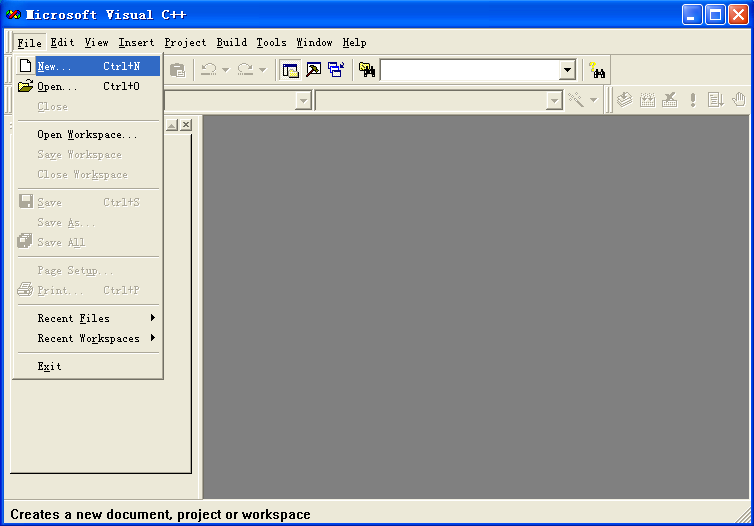 Microsoft Visual C++
File Edit View Insert Project Build Tools Window Help
New... Ctrl+N
Open... Ctrl+O
Close
Open Workspace...
Save Workspace
Close Workspace
Save Ctrl+S
Save As...
Save All
Page Setup...
Print... Ctrl+P
Recent Files
Recent Workspaces
Exit
Creates a new document, project or workspace